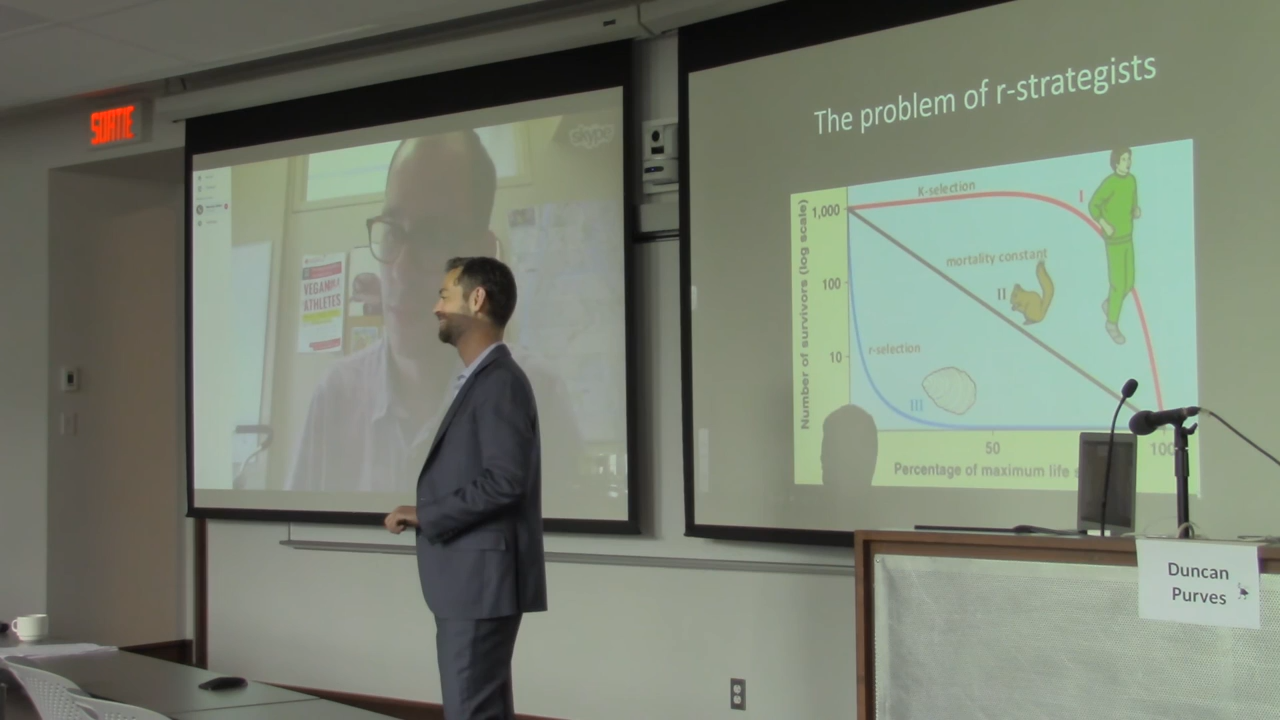 SORTIE
skype
VEGAN
ATHLETES
The problem of r-strategists
Number of survivors (log scale)
1,000
100
10
K-selection
I
mortality constant
II
r-selection
III
50
100
Percentage of maximum life
Duncan
Purves